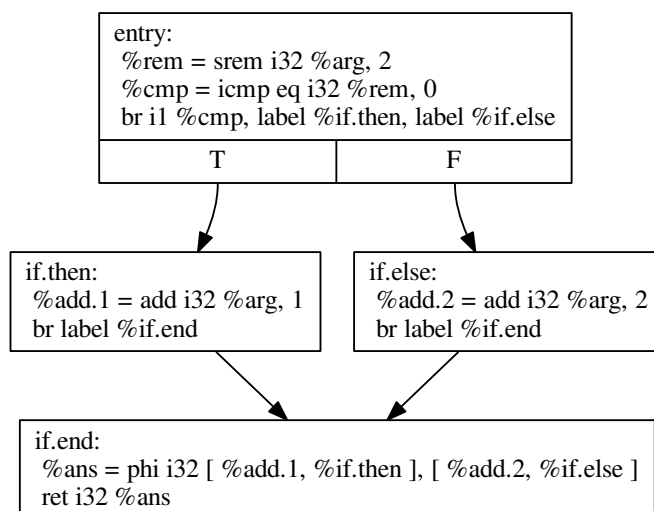 entry:
%rem = srem i32 %arg, 2
%cmp = icmp eq i32 %rem, 0
br i1 %cmp, label %if.then, label %if.else
T
F
if.then:
%add.1 = add i32 %arg, 1
br label %if.end
if.else:
%add.2 = add i32 %arg, 2
br label %if.end
if.end:
%ans = phi i32 [ %add.1, %if.then ], [ %add.2, %if.else ]
ret i32 %ans